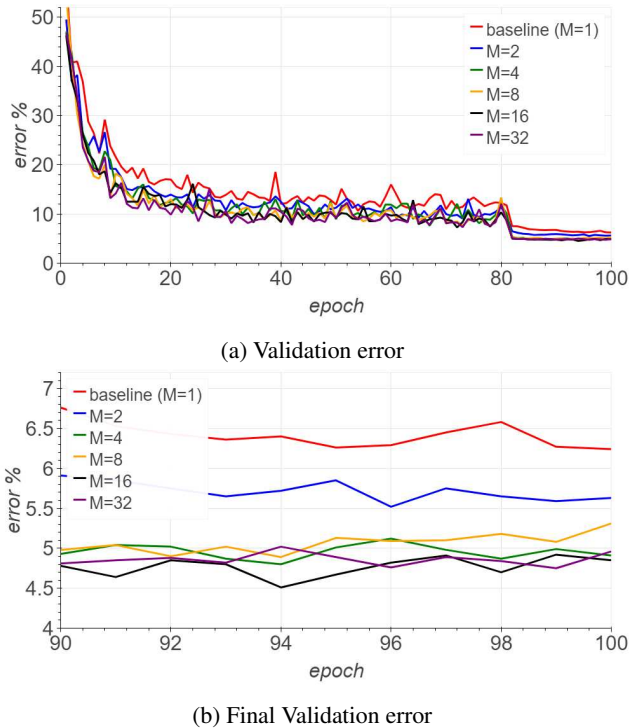 50
40
30
20
10
0
error %
baseline (M=1)
M=2
M=4
M=8
M=16
M=32
0 20 40 60 80 100
epoch
(a) Validation error
7
6.5
6
5.5
5
4.5
4
error %
baseline (M=1)
M=2
M=4
M=8
M=16
M=32
90 92 94 96 98 100
epoch
(b) Final Validation error